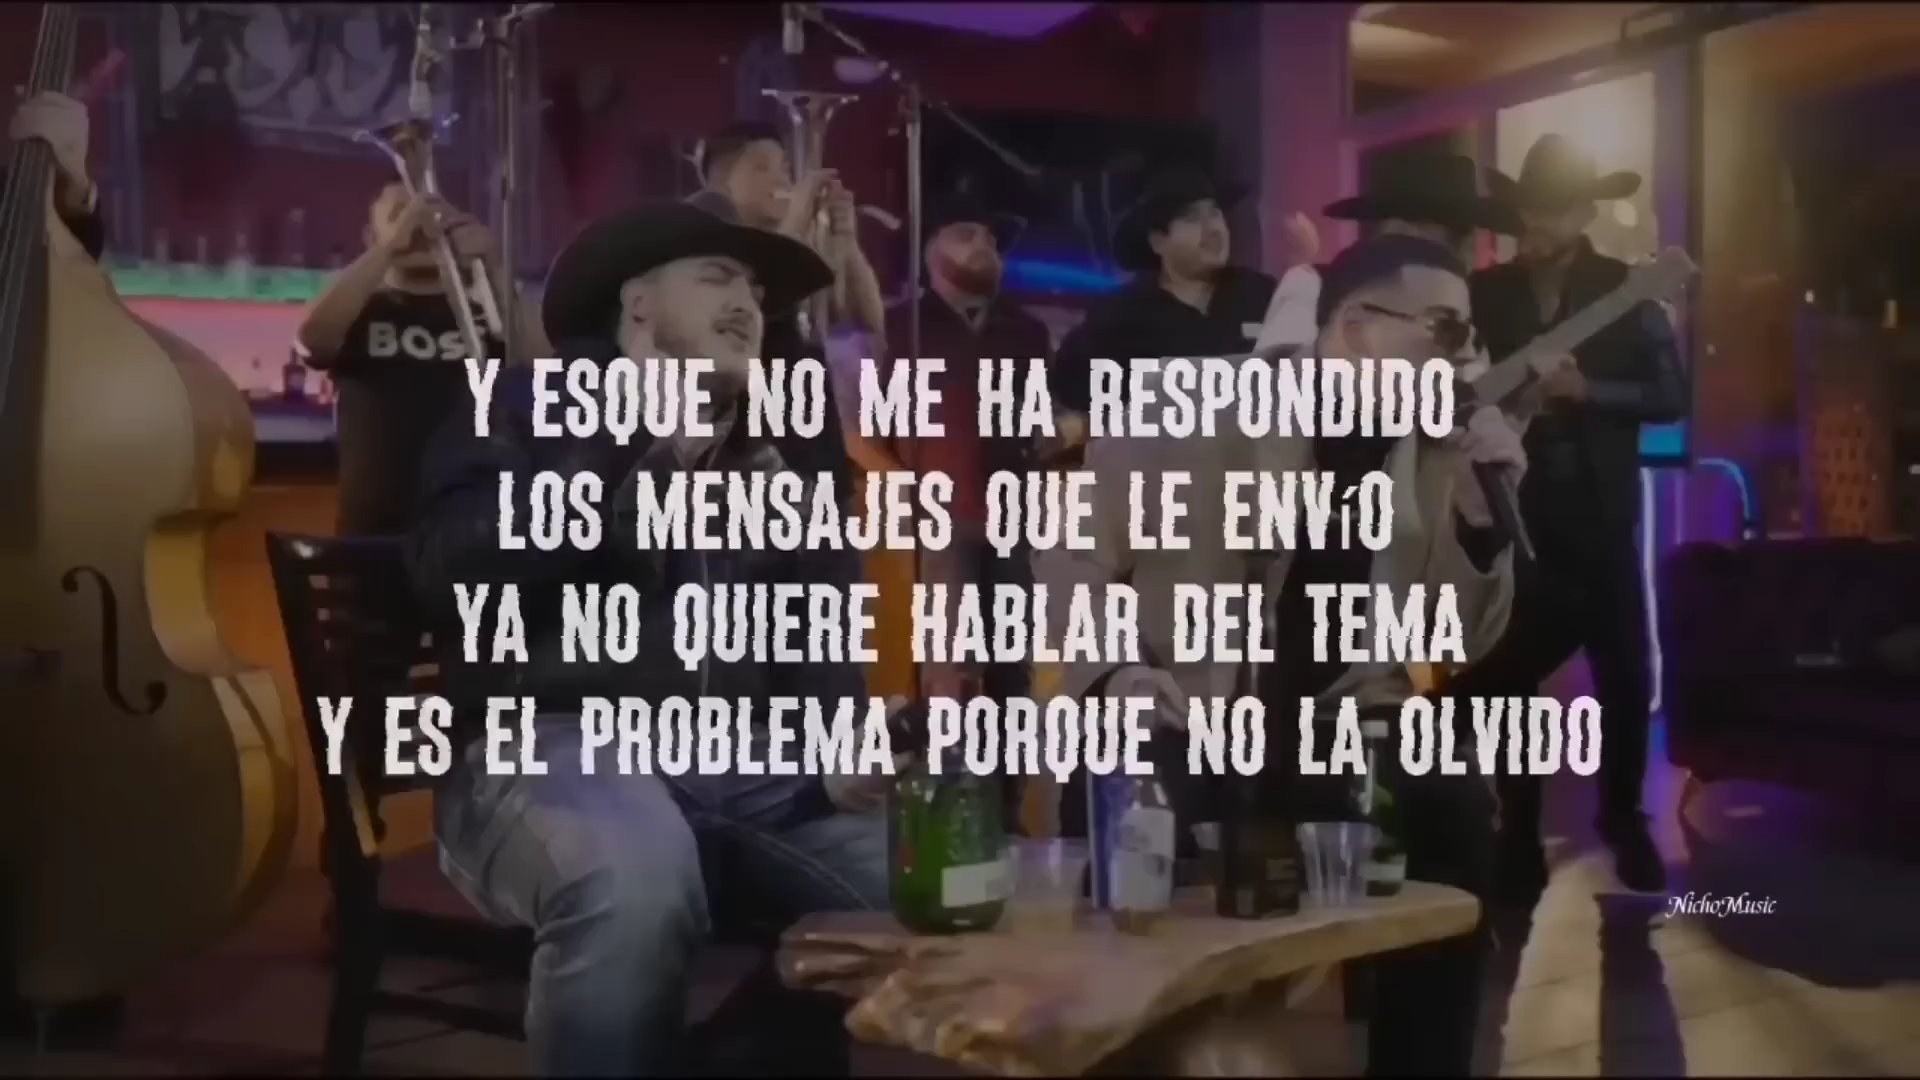 BOSS
Y ESQUE NO ME HA RESPONDIDO
LOS MENSAJES QUE LE ENVíO
YA NO QUIERE HABLAR DEL TEMA
Y ES EL PROBLEMA PORQUE NO LA OLVIDO
NichoMusic